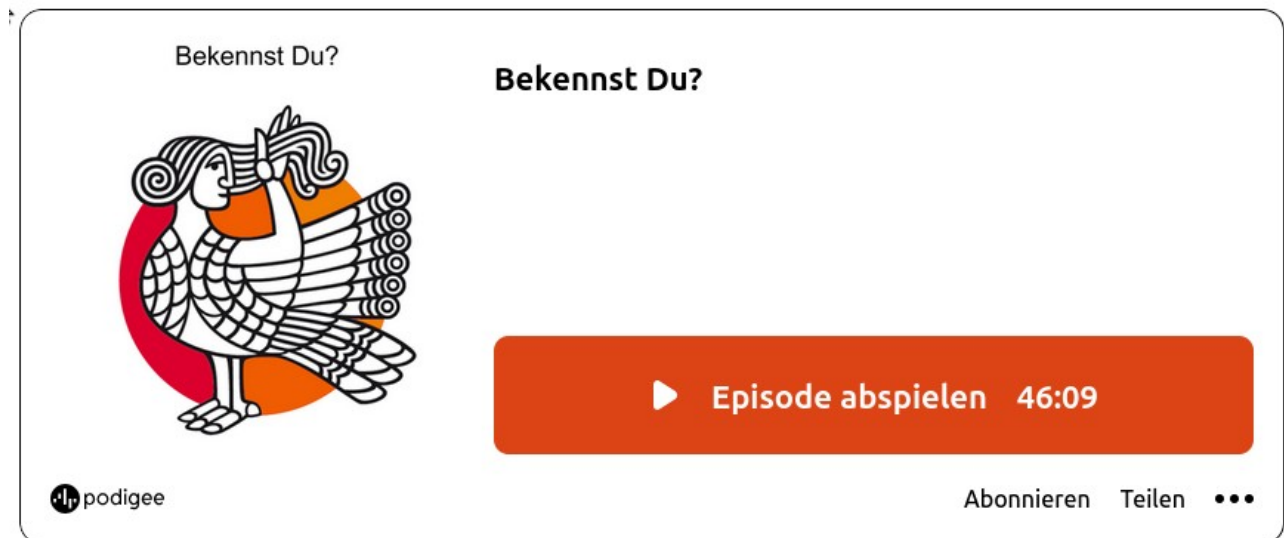 Bekennst Du?
Bekennst Du?
Episode abspielen 46:09
podigee
Abonnieren Teilen